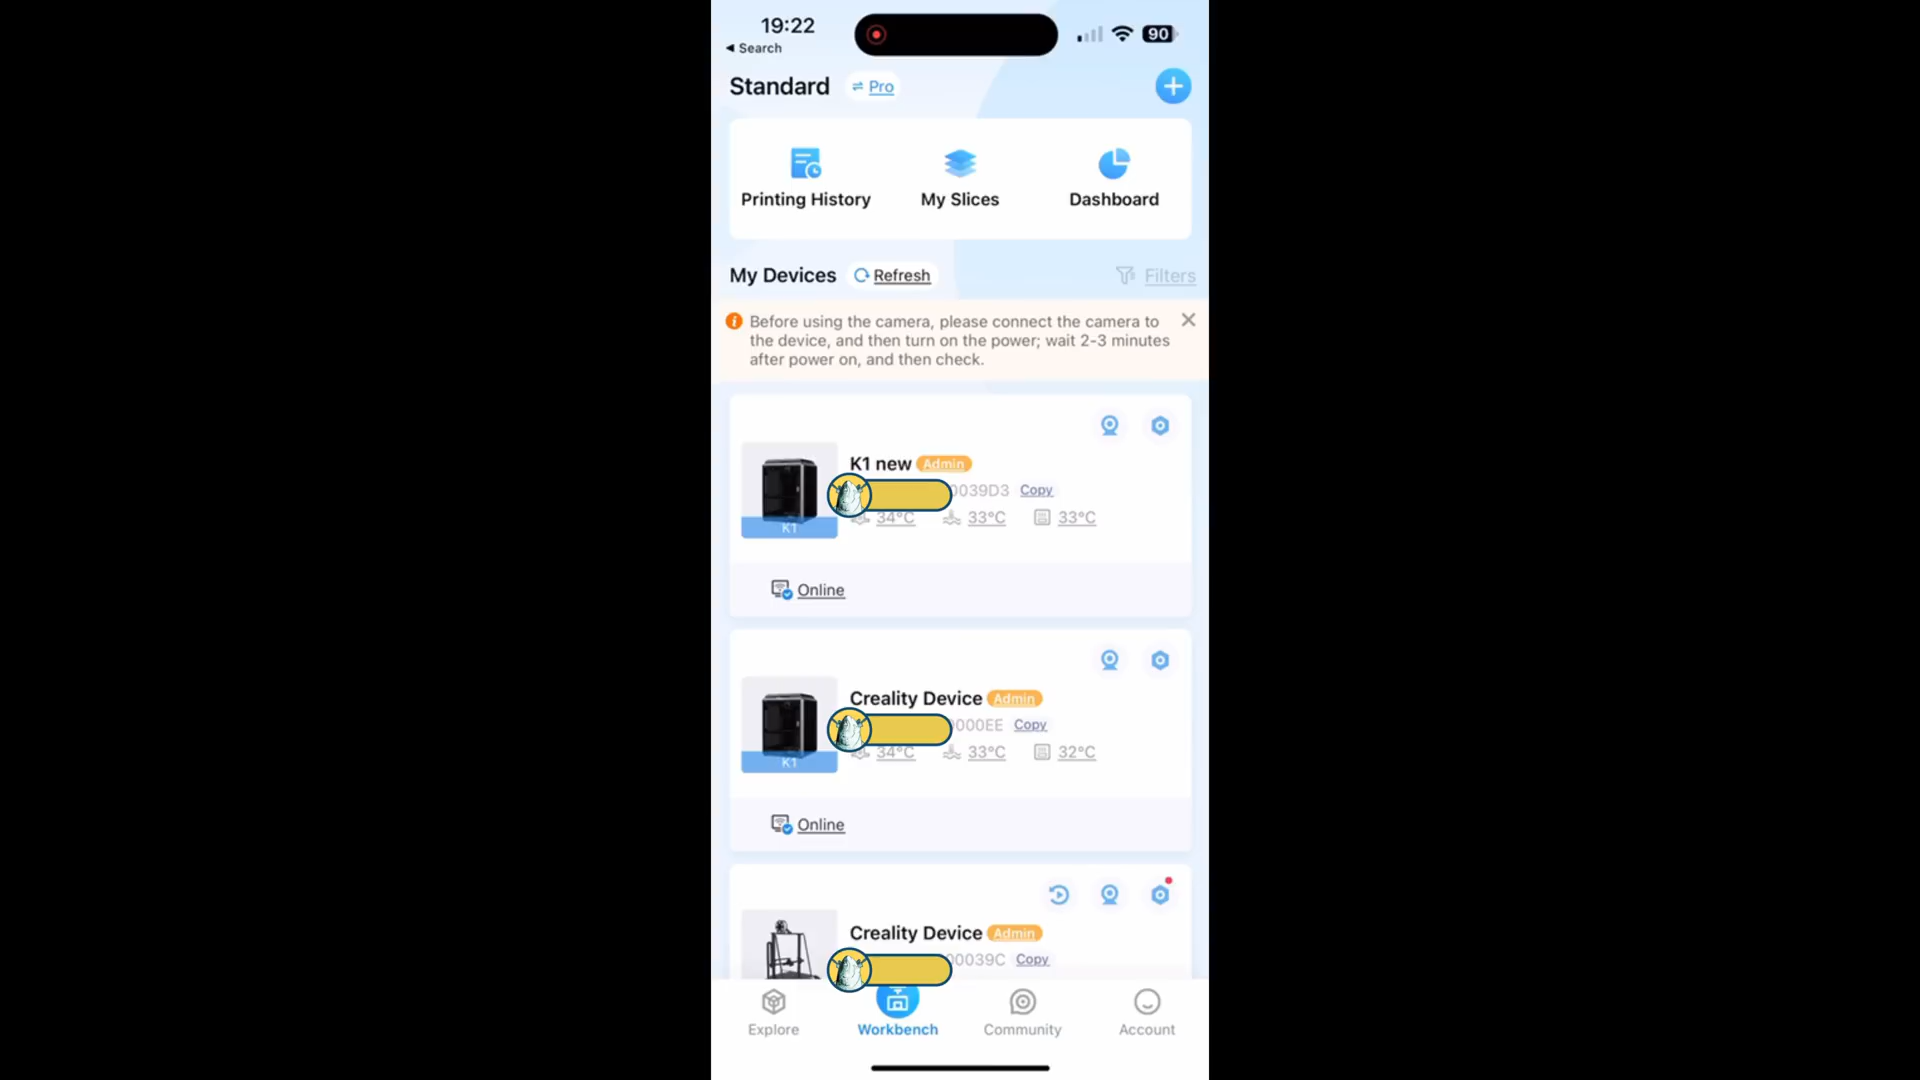 19:22
90
◀ Search
Standard
Pro
Printing History
My Slices
Dashboard
My Devices
Refresh
Filters
Before using the camera, please connect the camera to
the device, and then turn on the power; wait 2-3 minutes
after power on, and then check.
K1 new
Admin
0039D3
Copy
K1
34°C
33°C
33°C
Online
Creality Device
Admin
0000EE
Copy
K1
34°C
33°C
32°C
Online
Creality Device
Admin
00039C
Copy
Explore
Workbench
Community
Account